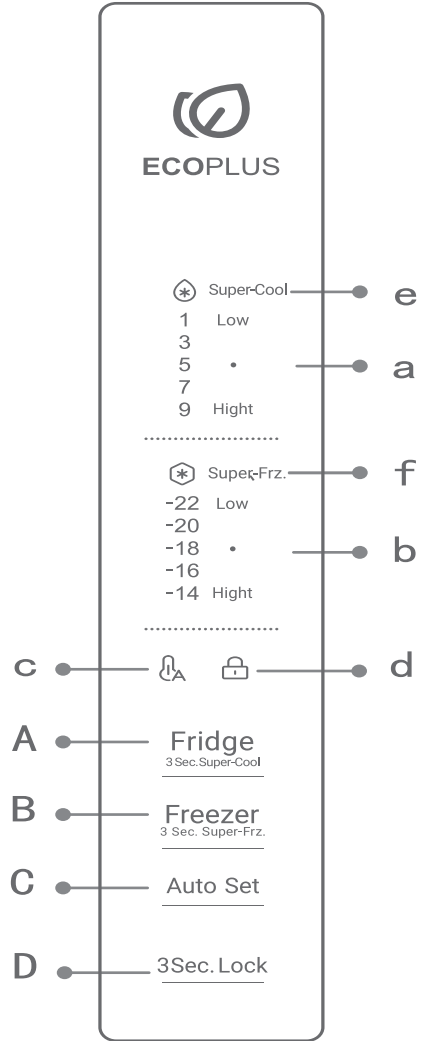 ECOPLUS
Super-Cool e
1 Low
3
5 a
7
9 Hight
Super-Frz. f
-22 Low
-20
-18
b
-16
-14 Hight
c d
A Fridge
3 Sec. Super-Cool
B Freezer
3 Sec. Super-Frz.
C Auto Set
D 3Sec. Lock